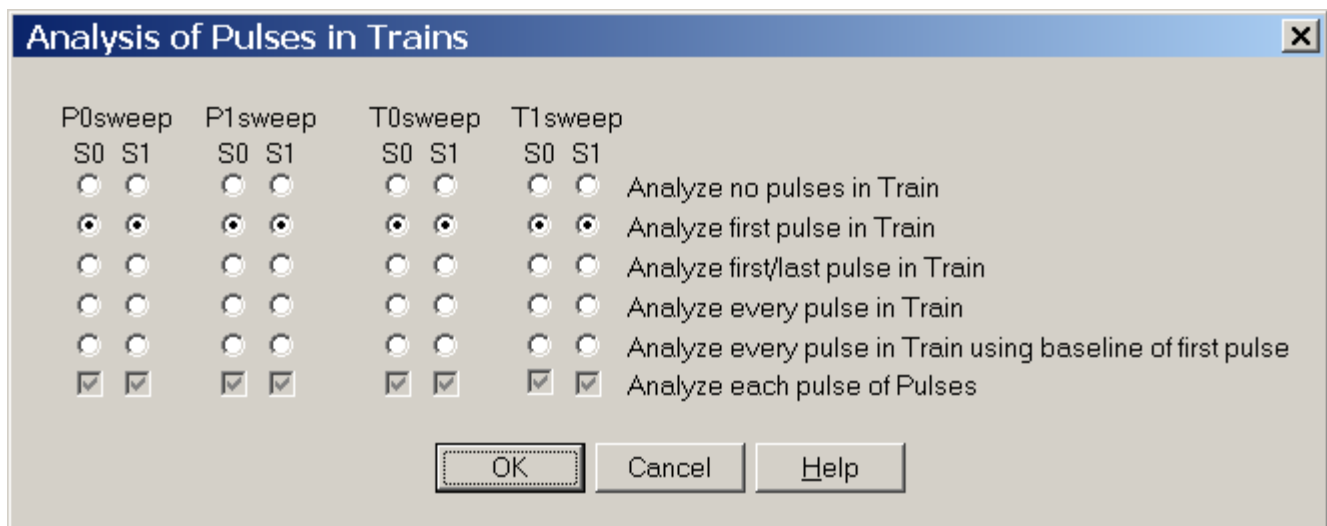 Analysis of Pulses in Trains
P0sweep P1sweep T0sweep T1sweep
S0 S1 S0 S1 S0 S1 S0 S1
Analyze no pulses in Train
Analyze first pulse in Train
Analyze first/last pulse in Train
Analyze every pulse in Train
Analyze every pulse in Train using baseline of first pulse
Analyze each pulse of Pulses
OK Cancel Help